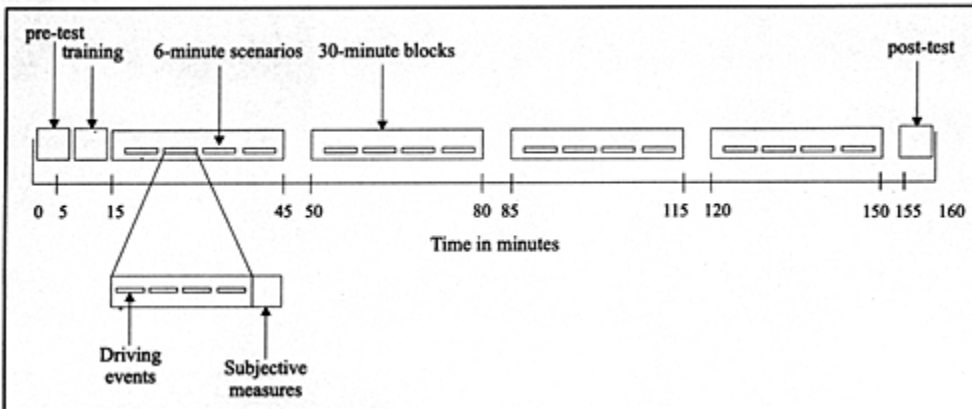 pre-test
training
6-minute scenarios
30-minute blocks
post-test
0 5 15 45 50 80 85 115 120 150 155 160
Time in minutes
Driving
events
Subjective
measures